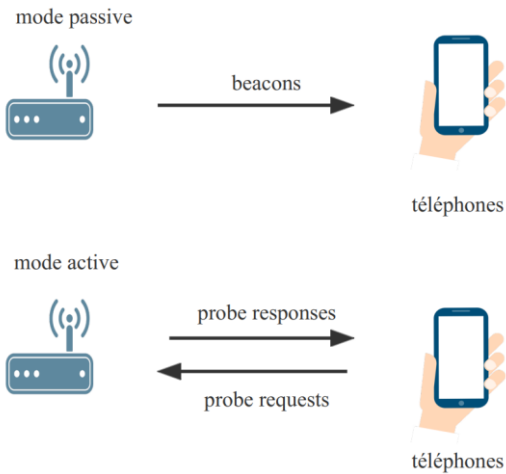 mode passive
beacons
téléphones
mode active
probe responses
probe requests
téléphones